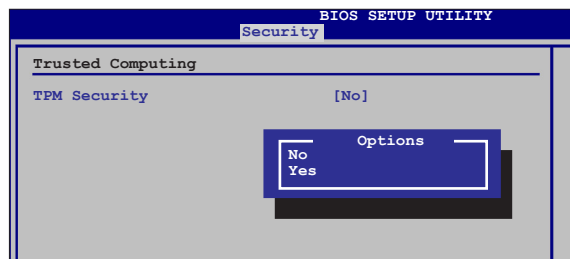 BIOS SETUP UTILITY
Security
Trusted Computing
TPM Security [No]
Options
No
Yes